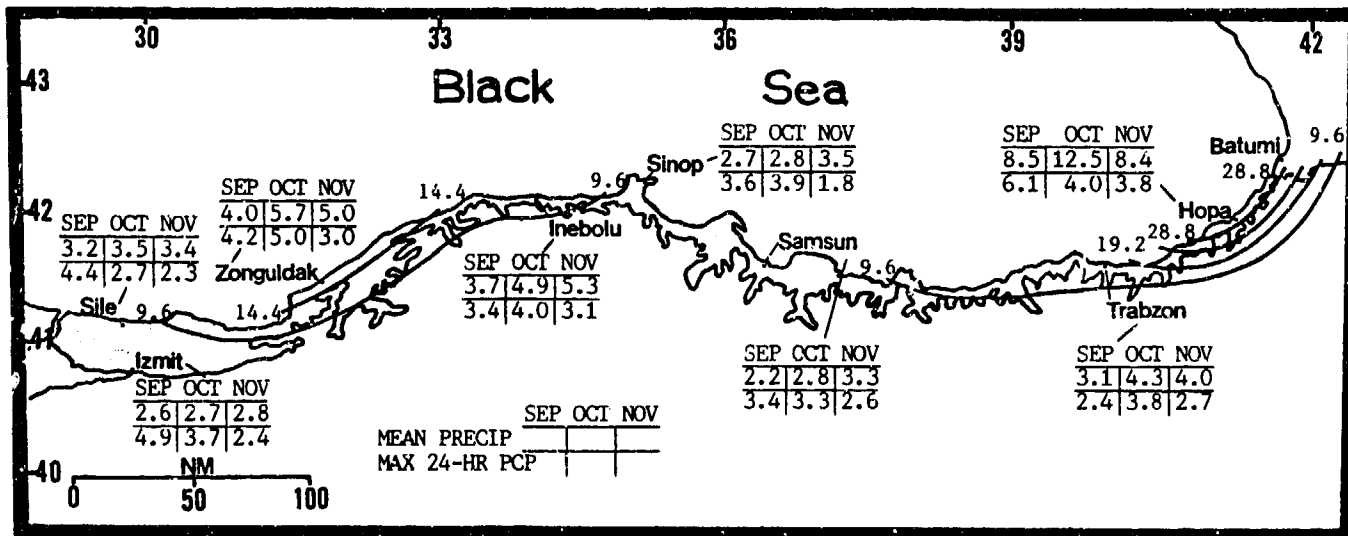 30 33 36 39 42
43
Black Sea
SEP OCT NOV
2.7 2.8 3.5
3.6 3.9 1.8
Sinop
SEP OCT NOV
8.5 12.5 8.4
6.1 4.0 3.8
Batumi
9.6
28.8
Hopa
28.8
19.2
42
SEP OCT NOV
4.0 5.7 5.0
4.2 5.0 3.0
Zonguldak
14.4
9.6
SEP OCT NOV
3.2 3.5 3.4
4.4 2.7 2.3
Sile
9.6
14.4
Inebolu
SEP OCT NOV
3.7 4.9 5.3
3.4 4.0 3.1
Samsun
9.6
SEP OCT NOV
2.2 2.8 3.3
3.4 3.3 2.6
Trabzon
SEP OCT NOV
3.1 4.3 4.0
2.4 3.8 2.7
41
Izmit
SEP OCT NOV
2.6 2.7 2.8
4.9 3.7 2.4
SEP OCT NOV
MEAN PRECIP
MAX 24-HR PCP
40
NM
0 50 100